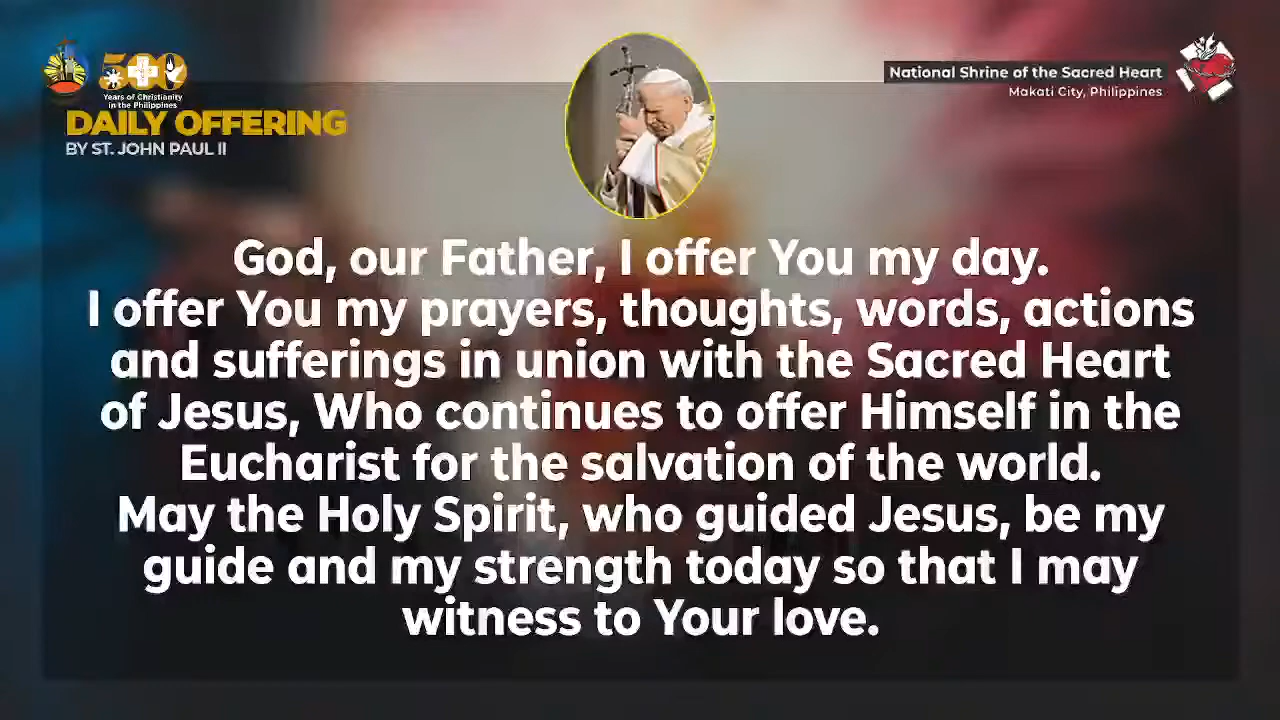 500
Years of Christianity
in the Philippines
DAILY OFFERING
BY ST. JOHN PAUL II
National Shrine of the Sacred Heart
Makati City, Philippines
God, our Father, I offer You my day.
I offer You my prayers, thoughts, words, actions
and sufferings in union with the Sacred Heart
of Jesus, Who continues to offer Himself in the
Eucharist for the salvation of the world.
May the Holy Spirit, who guided Jesus, be my
guide and my strength today so that I may
witness to Your love.